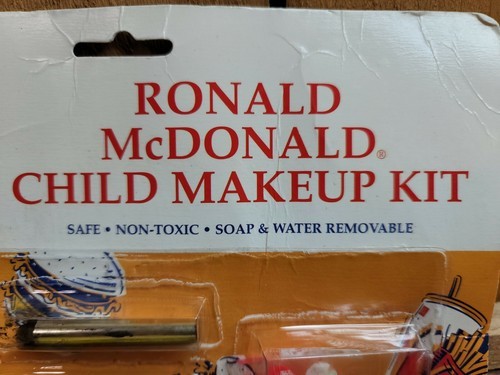 RONALD
McDONALD®
CHILD MAKEUP KIT
SAFE • NON-TOXIC • SOAP & WATER REMOVABLE